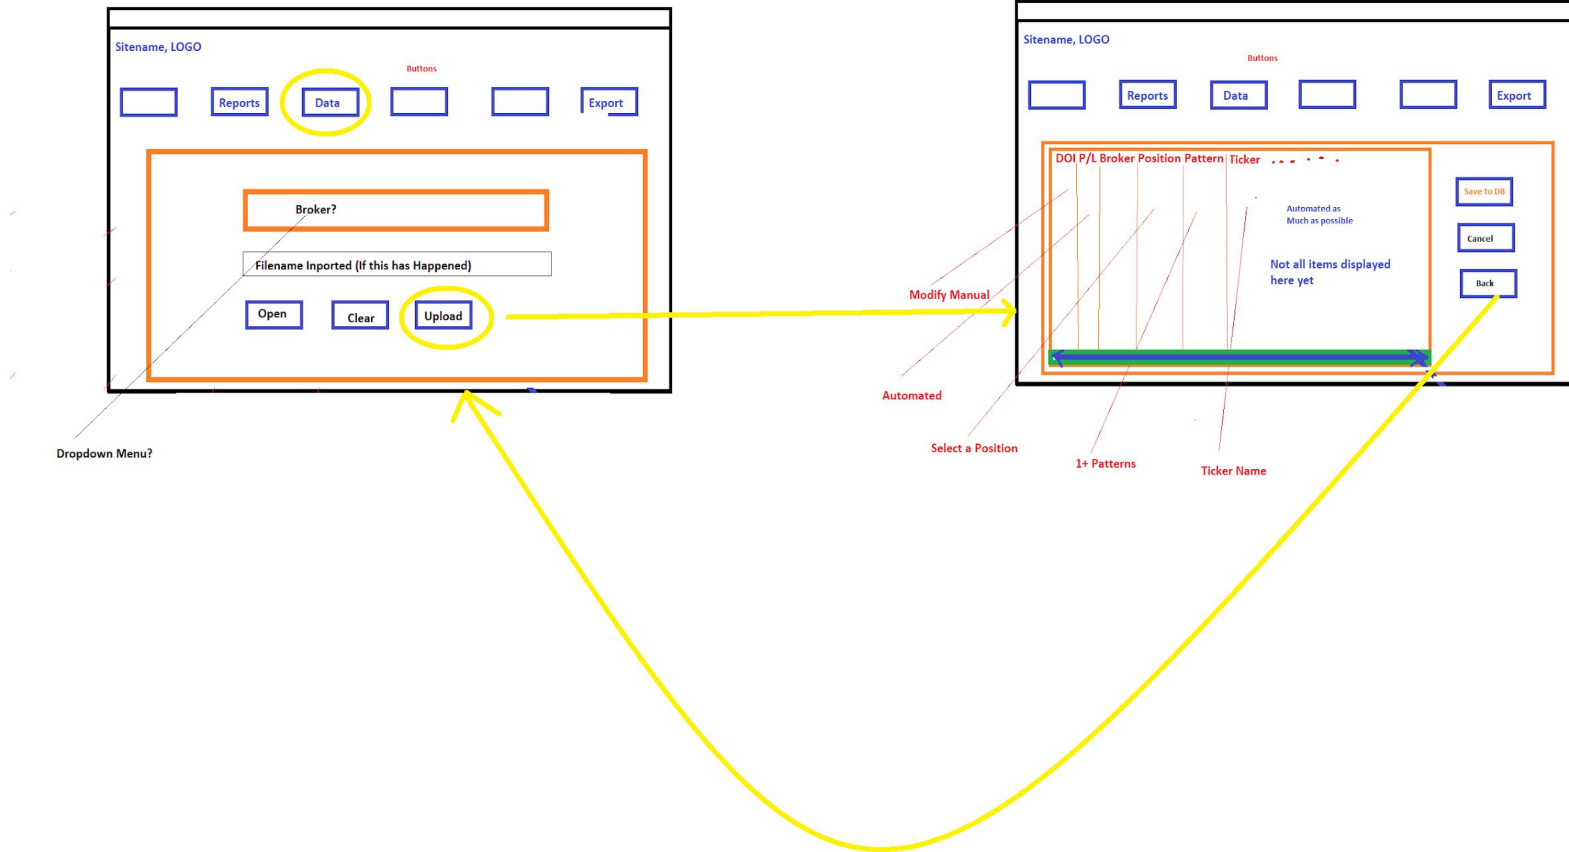 Sitename, LOGO
Buttons
Reports
Data
Export
Broker?
Filename Inported (If this has Happened)
Open
Clear
Upload
Dropdown Menu?
Sitename, LOGO
Buttons
Reports
Data
Export
DOI P/L Broker Position Pattern Ticker
Automated as
Much as possible
Not all items displayed
here yet
Save to DB
Cancel
Back
Modify Manual
Automated
Select a Position
1+ Patterns
Ticker Name